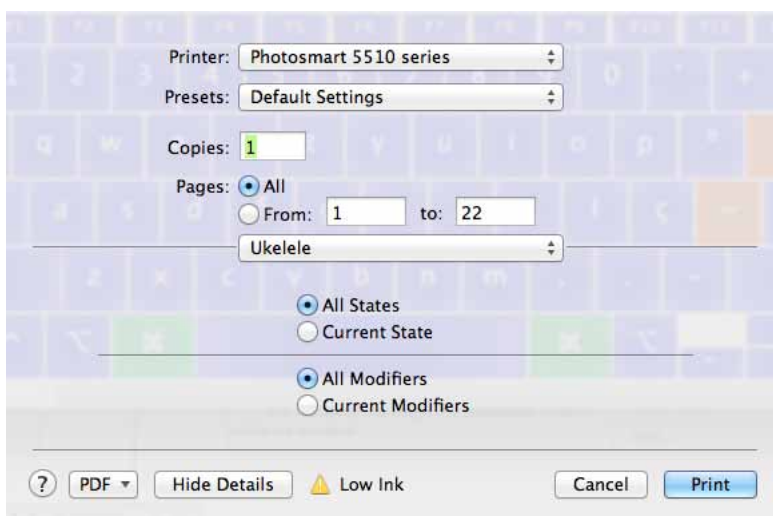 Printer: Photosmart 5510 series
Presets: Default Settings
Copies: 1
Pages: All
From: 1 to: 22
Ukelele
All States
Current State
All Modifiers
Current Modifiers
? PDF Hide Details Low Ink Cancel Print